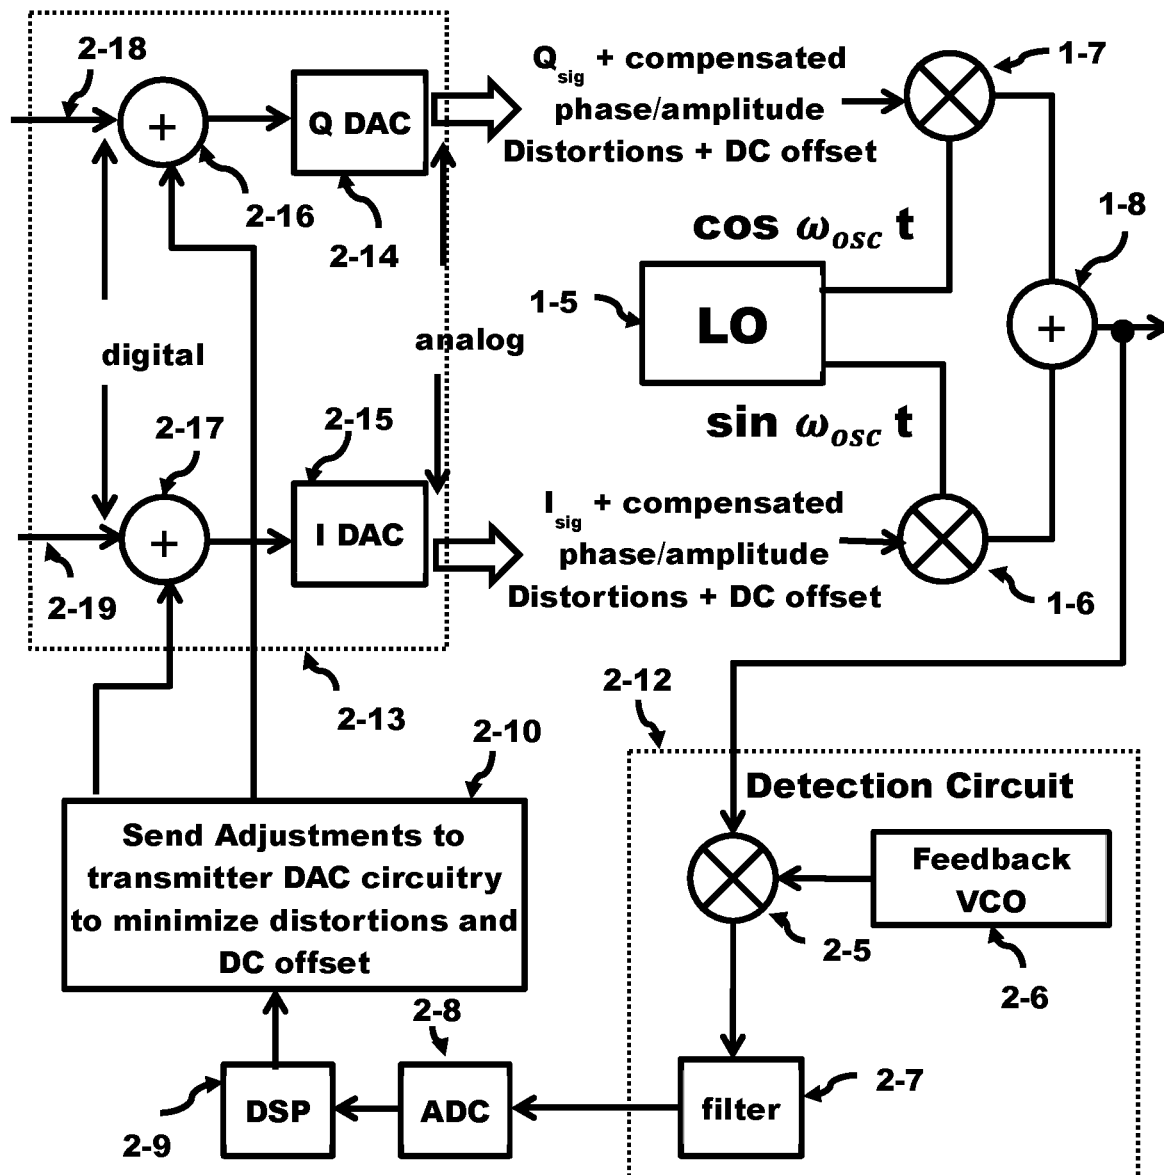 2-18
1-7
Q DAC
Q sig + compensated
phase/amplitude
Distortions + DC offset
+
2-16
2-14
cos ω osc t
1-8
1-5
LO
+
digital
analog
sin ω osc t
2-17
2-15
I sig + compensated
phase/amplitude
Distortions + DC offset
+
I DAC
2-19
1-6
2-13
2-12
2-10
Detection Circuit
Send Adjustments to
transmitter DAC circuitry
to minimize distortions and
DC offset
Feedback
VCO
2-5
2-6
2-8
DSP
ADC
filter
2-7
2-9